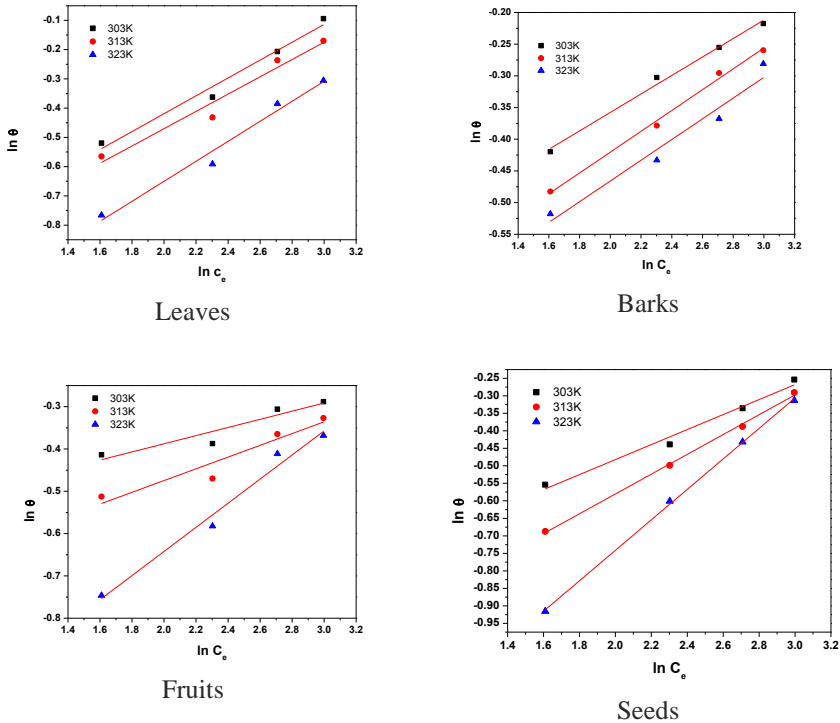 -0.1
-0.2
-0.3
-0.4
-0.5
-0.6
-0.7
-0.8
ln θ
303K
313K
323K
1.4 1.6 1.8 2.0 2.2 2.4 2.6 2.8 3.0 3.2
ln c_e
Leaves
-0.20
-0.25
-0.30
-0.35
-0.40
-0.45
-0.50
-0.55
ln θ
303K
313K
323K
1.4 1.6 1.8 2.0 2.2 2.4 2.6 2.8 3.0 3.2
ln C_e
Barks
-0.3
-0.4
-0.5
-0.6
-0.7
-0.8
ln θ
303K
313K
323K
1.4 1.6 1.8 2.0 2.2 2.4 2.6 2.8 3.0 3.2
ln C_e
Fruits
-0.25
-0.30
-0.35
-0.40
-0.45
-0.50
-0.55
-0.60
-0.65
-0.70
-0.75
-0.80
-0.85
-0.90
-0.95
ln θ
303K
313K
323K
1.4 1.6 1.8 2.0 2.2 2.4 2.6 2.8 3.0 3.2
ln C_e
Seeds